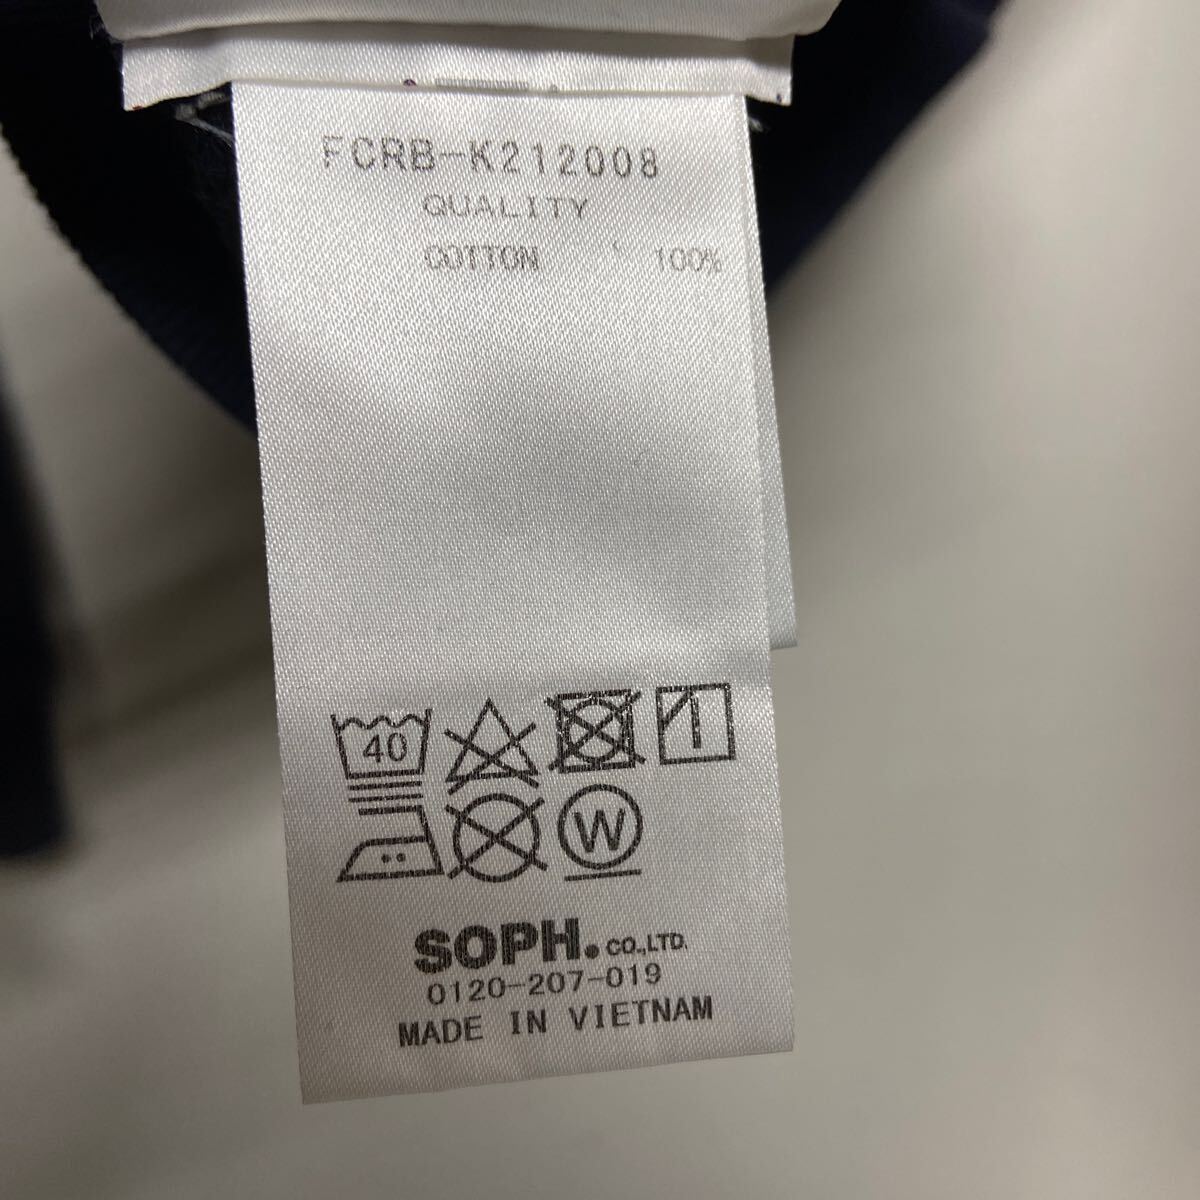 FCRB-K212008
QUALITY
COTTON 100%
40
W
SOPH. CO.,LTD.
0120-207-019
MADE IN VIETNAM